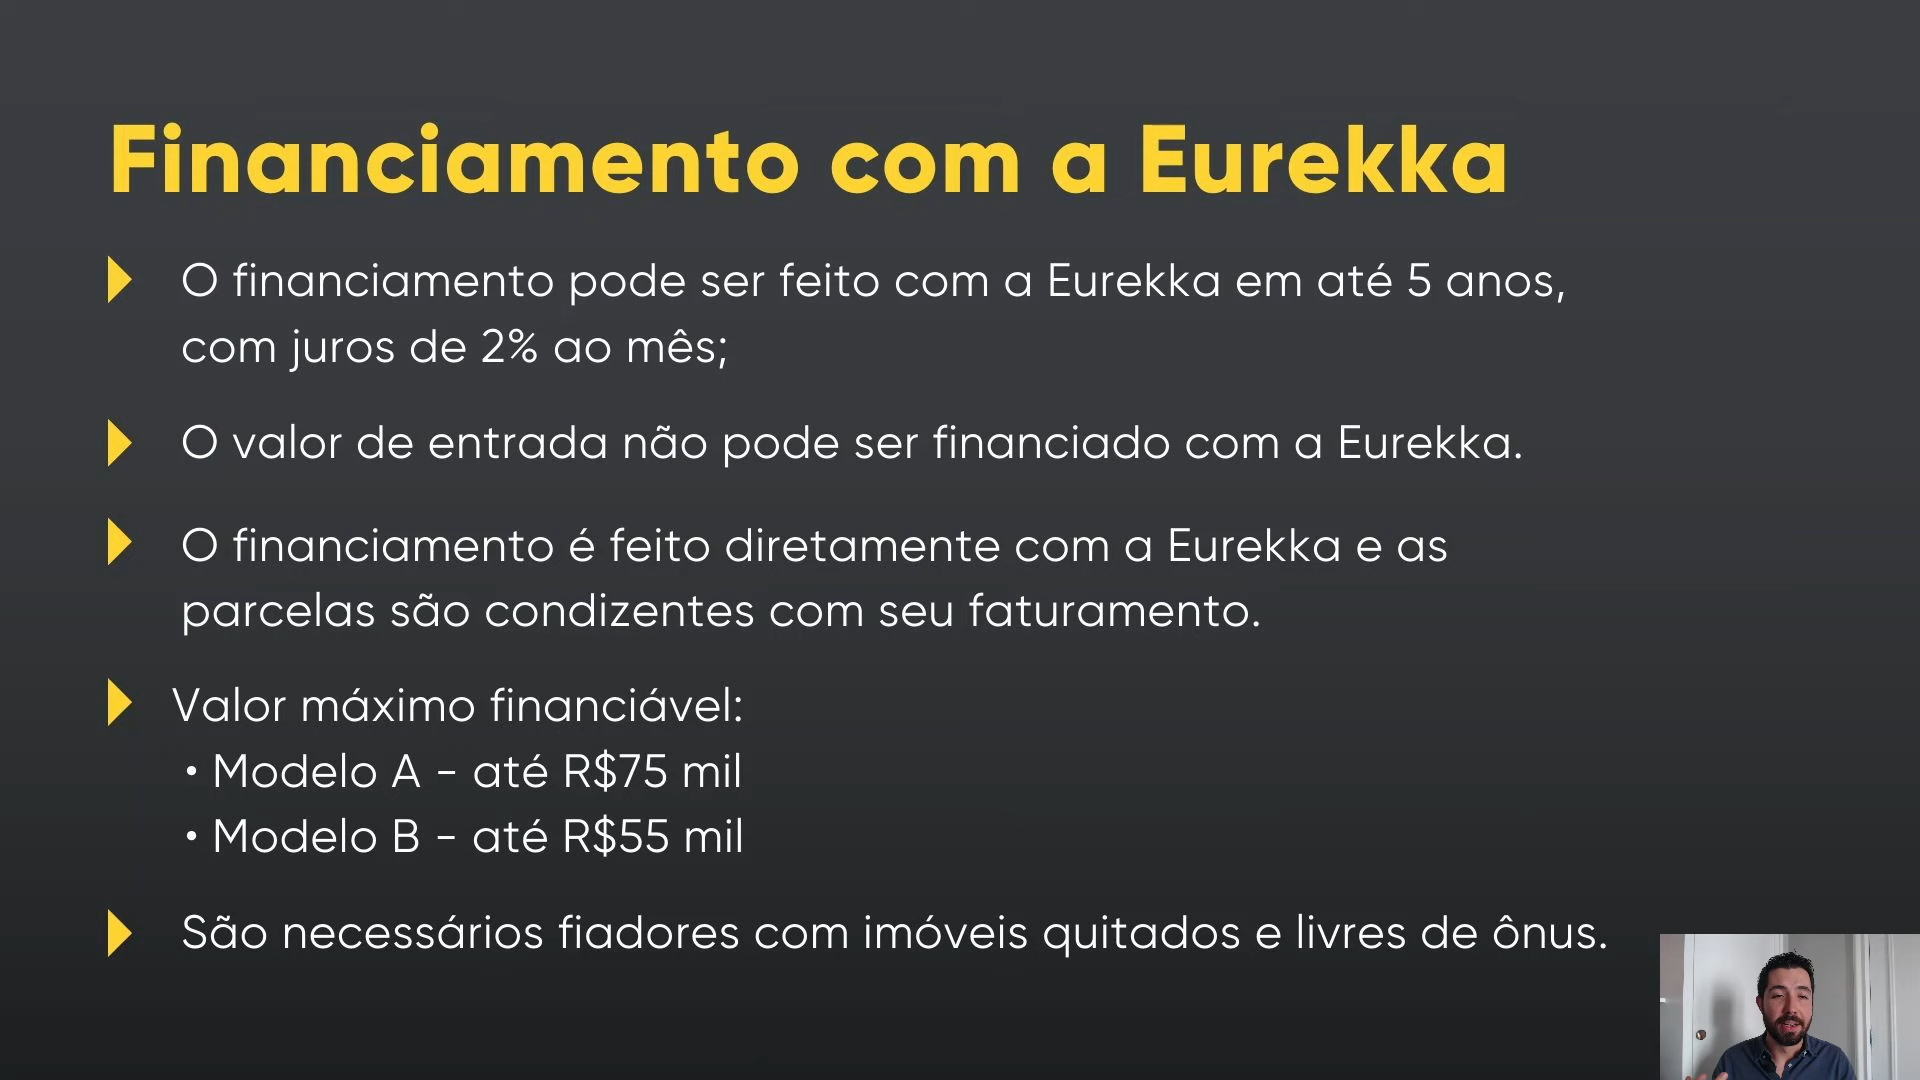 Financiamento com a Eurekka
O financiamento pode ser feito com a Eurekka em até 5 anos,
com juros de 2% ao mês;
O valor de entrada não pode ser financiado com a Eurekka.
O financiamento é feito diretamente com a Eurekka e as
parcelas são condizentes com seu faturamento.
Valor máximo financiável:
• Modelo A - até R$75 mil
• Modelo B - até R$55 mil
São necessários fiadores com imóveis quitados e livres de ônus.